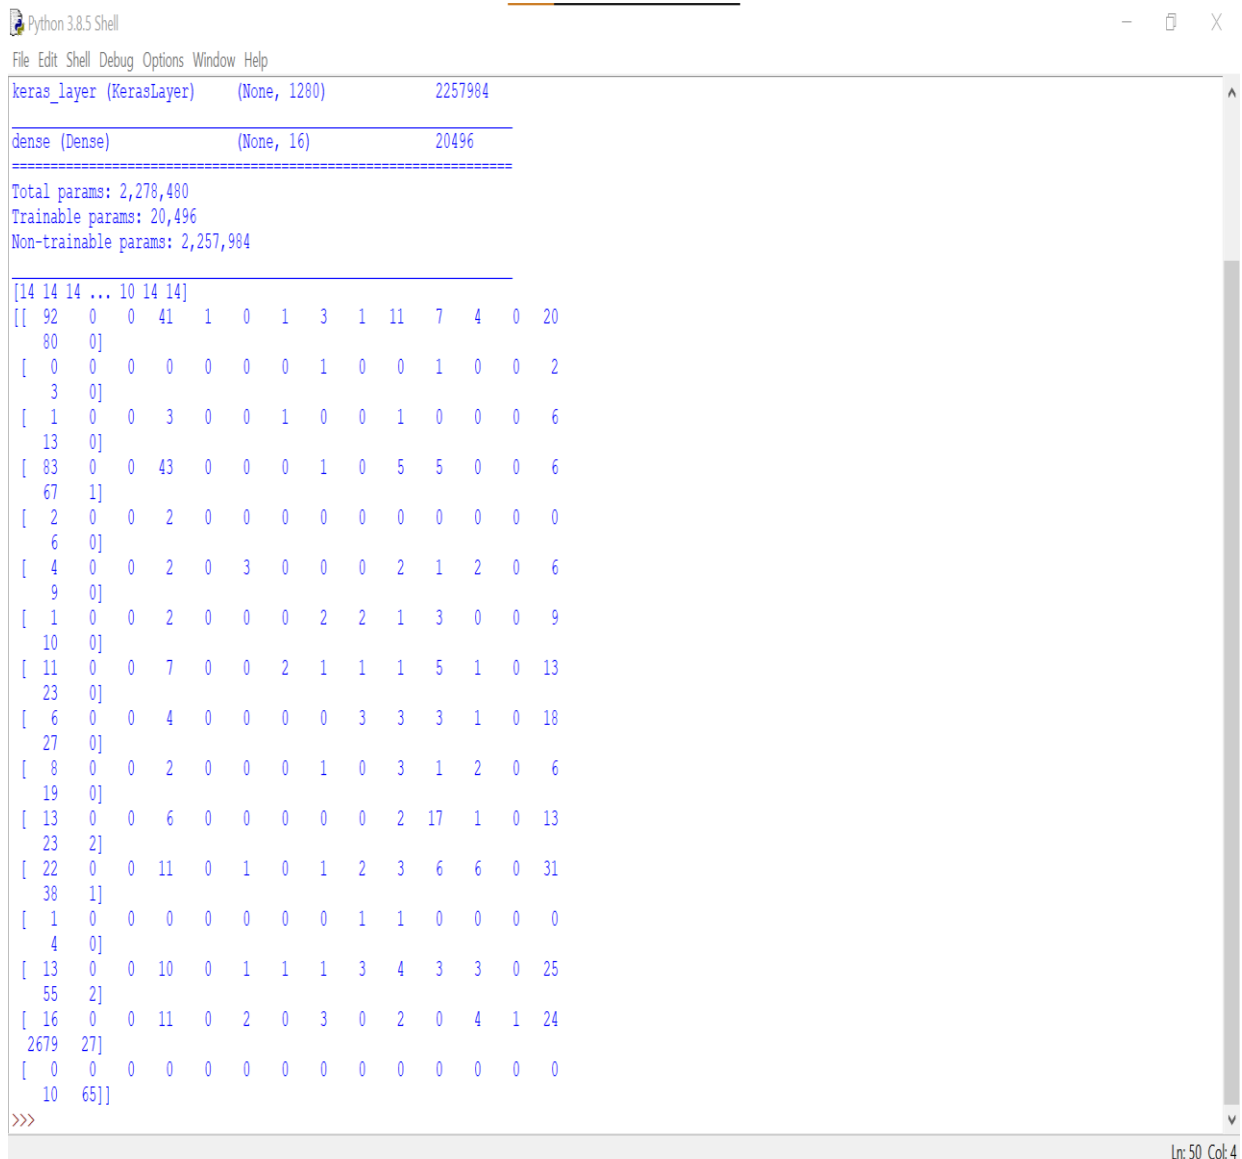 Python 3.8.5 Shell
File Edit Shell Debug Options Window Help
keras_layer (KerasLayer) (None, 1280) 2257984
dense (Dense) (None, 16) 20496
=================================================================
Total params: 2,278,480
Trainable params: 20,496
Non-trainable params: 2,257,984
[14 14 14 ... 10 14 14]
[[ 92 0 0 41 1 0 1 3 1 11 7 4 0 20
80 0]
[ 0 0 0 0 0 0 0 1 0 0 1 0 0 2
3 0]
[ 1 0 0 3 0 0 1 0 0 1 0 0 0 6
13 0]
[ 83 0 0 43 0 0 0 1 0 5 5 0 0 6
67 1]
[ 2 0 0 2 0 0 0 0 0 0 0 0 0 0
6 0]
[ 4 0 0 2 0 3 0 0 0 2 1 2 0 6
9 0]
[ 1 0 0 2 0 0 0 2 2 1 3 0 0 9
10 0]
[ 11 0 0 7 0 0 2 1 1 1 5 1 0 13
23 0]
[ 6 0 0 4 0 0 0 0 3 3 3 1 0 18
27 0]
[ 8 0 0 2 0 0 0 1 0 3 1 2 0 6
19 0]
[ 13 0 0 6 0 0 0 0 0 2 17 1 0 13
23 2]
[ 22 0 0 11 0 1 0 1 2 3 6 6 0 31
38 1]
[ 1 0 0 0 0 0 0 0 1 1 0 0 0 0
4 0]
[ 13 0 0 10 0 1 1 1 3 4 3 3 0 25
55 2]
[ 16 0 0 11 0 2 0 3 0 2 0 4 1 24
2679 27]
[ 0 0 0 0 0 0 0 0 0 0 0 0 0 0
10 65]]
>>>
Ln: 50 Col: 4